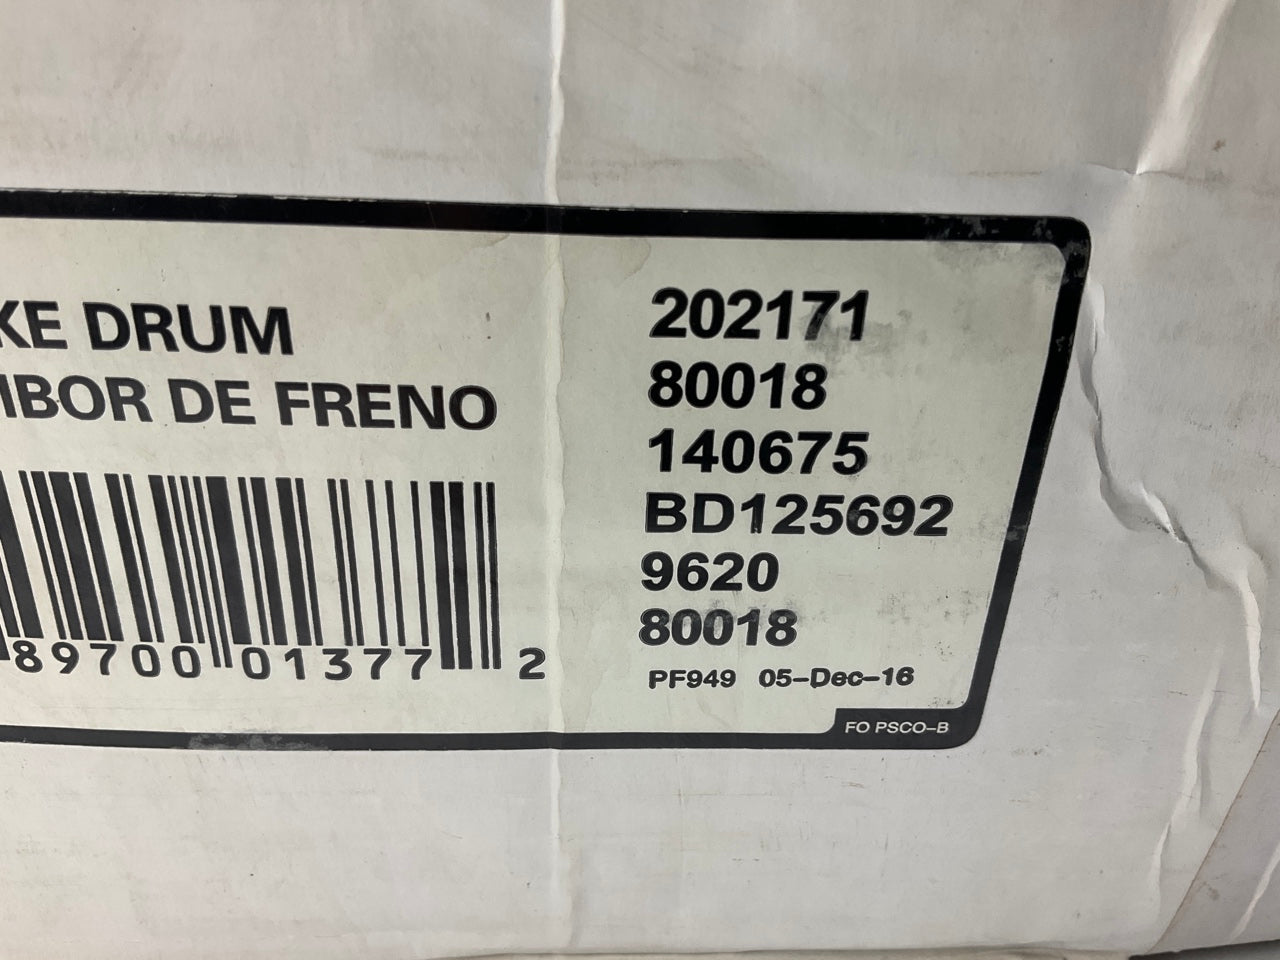 KE DRUM
MBOR DE FRENO
89700 01377 2
202171
80018
140675
BD125692
9620
80018
PF949 05-Dec-16
FO PSCO-B